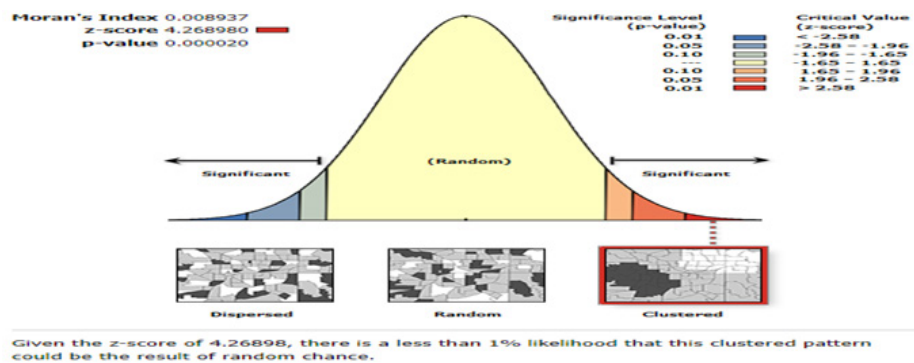 Moran's Index 0.008937
z-score 4.268980
p-value 0.000020
Significance Level
(p-value)
Critical Value
(z-score)
0.01 < -2.58
0.05 -2.58 – -1.96
0.10 -1.96 – -1.65
--- -1.65 – 1.65
0.10 1.65 – 1.96
0.05 1.96 – 2.58
0.01 > 2.58
Significant
(Random)
Significant
Dispersed
Random
Clustered
Given the z-score of 4.26898, there is a less than 1% likelihood that this clustered pattern
could be the result of random chance.